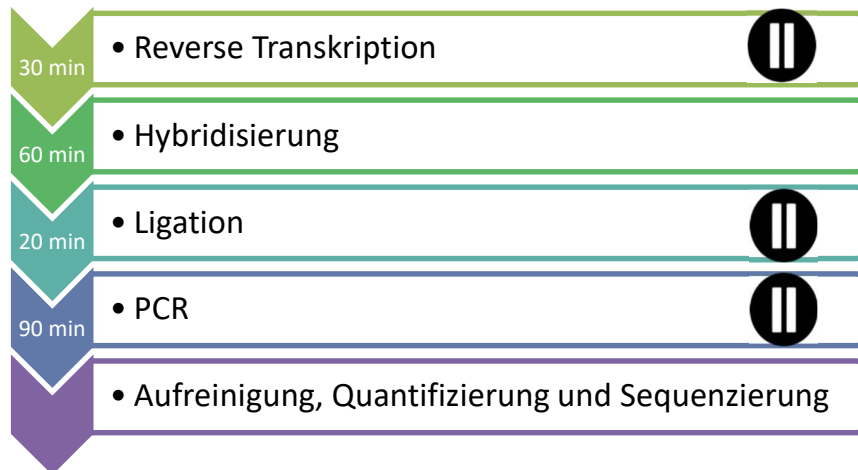 30 min
• Reverse Transkription
60 min
• Hybridisierung
20 min
• Ligation
90 min
• PCR
• Aufreinigung, Quantifizierung und Sequenzierung